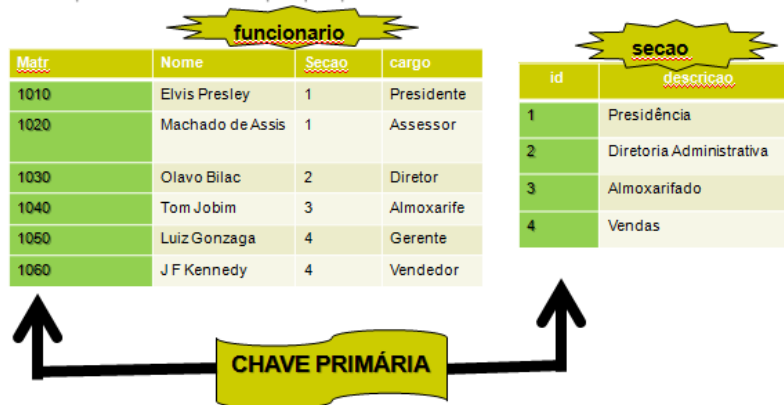 funcionario
Matr Nome Secao cargo
1010 Elvis Presley 1 Presidente
1020 Machado de Assis 1 Assessor
1030 Olavo Bilac 2 Diretor
1040 Tom Jobim 3 Almoxarife
1050 Luiz Gonzaga 4 Gerente
1060 J F Kennedy 4 Vendedor
secao
id descricao
1 Presidência
2 Diretoria Administrativa
3 Almoxarifado
4 Vendas
CHAVE PRIMÁRIA